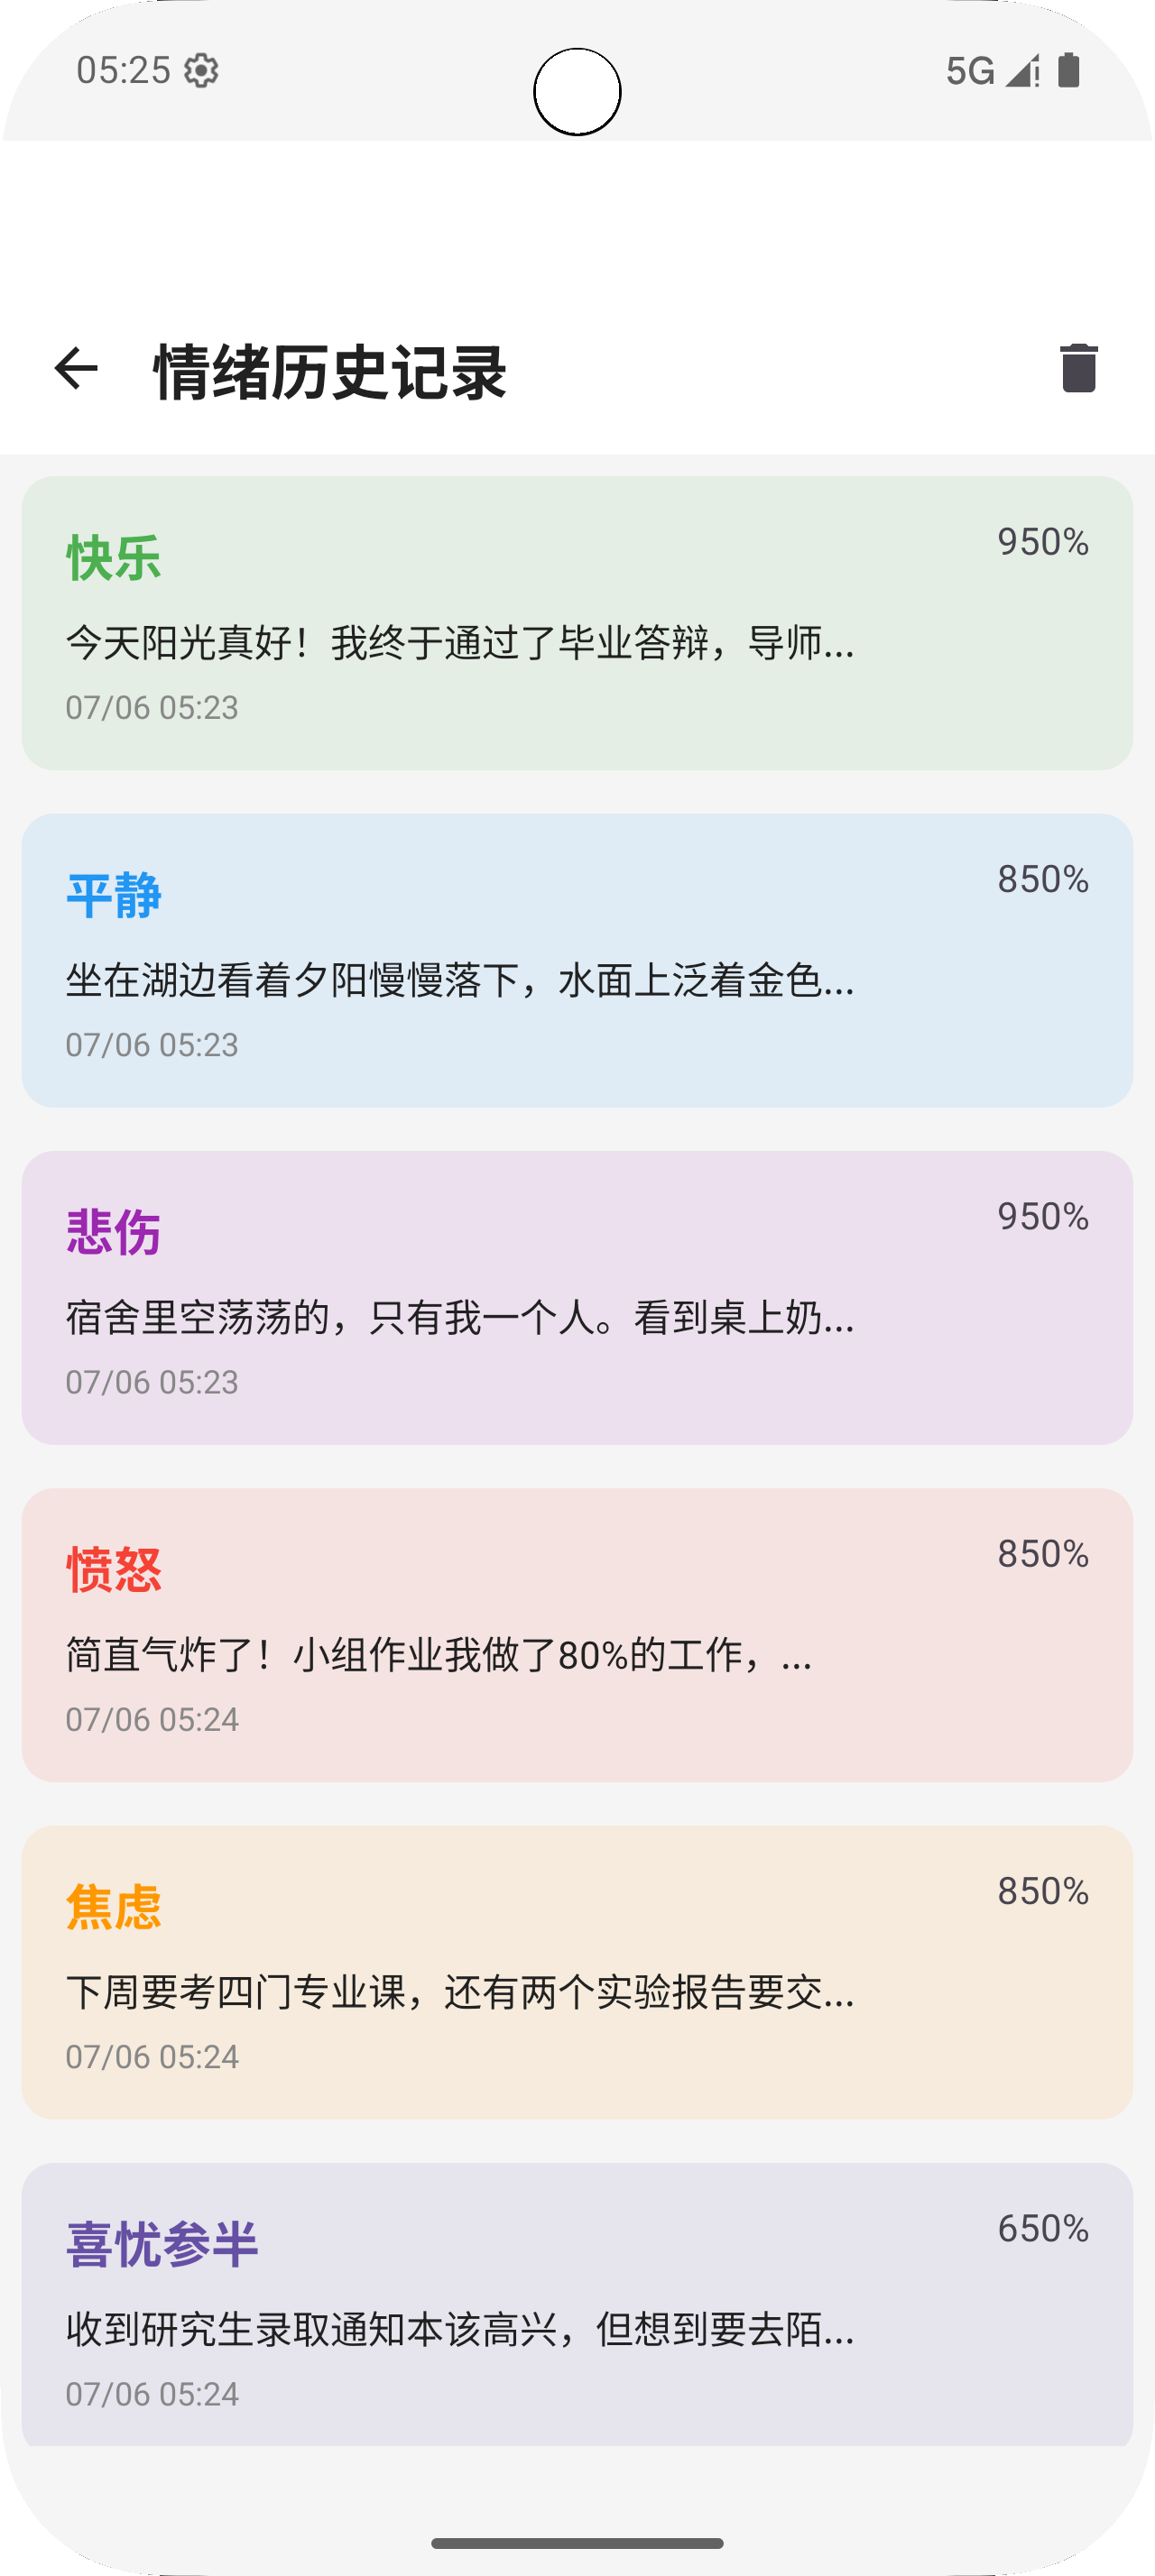 05:25
5G
情绪历史记录
快乐
950%
今天阳光真好！我终于通过了毕业答辩，导师...
07/06 05:23
平静
850%
坐在湖边看着夕阳慢慢落下，水面上泛着金色...
07/06 05:23
悲伤
950%
宿舍里空荡荡的，只有我一个人。看到桌上奶...
07/06 05:23
愤怒
850%
简直气炸了！小组作业我做了80%的工作，...
07/06 05:24
焦虑
850%
下周要考四门专业课，还有两个实验报告要交...
07/06 05:24
喜忧参半
650%
收到研究生录取通知本该高兴，但想到要去陌...
07/06 05:24